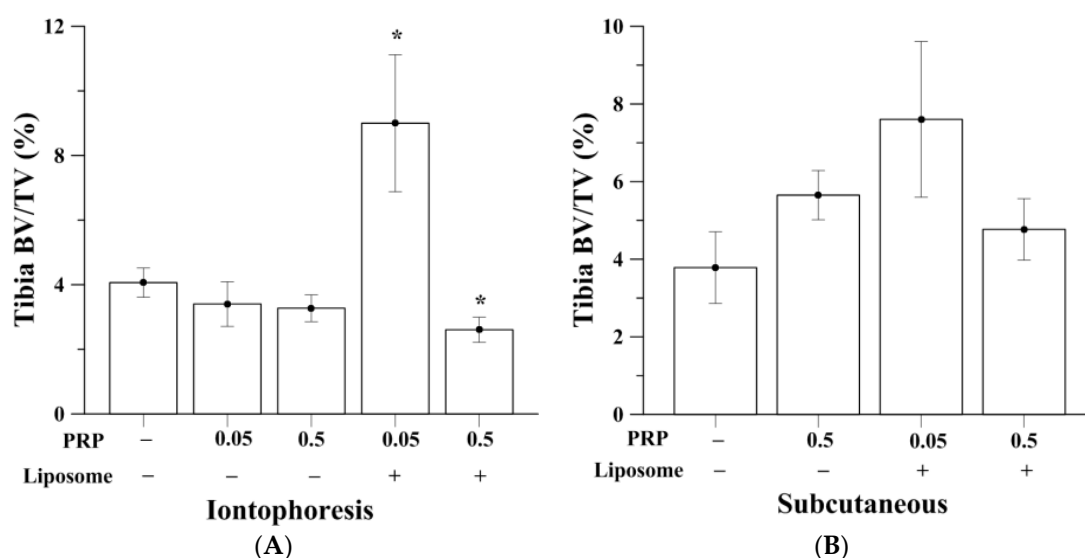 12
8
4
0
Tibia BV/TV (%)
*
*
PRP – 0.05 0.5 0.05 0.5
Liposome – – – + +
Iontophoresis
(A)
10
8
6
4
2
0
Tibia BV/TV (%)
PRP – 0.5 0.05 0.5
Liposome – – + +
Subcutaneous
(B)